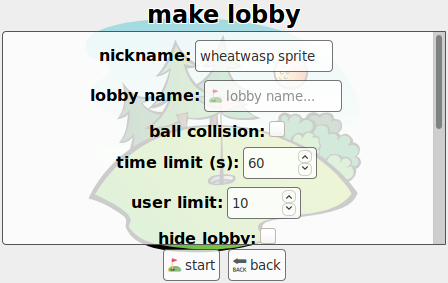 make lobby
nickname: wheatwasp sprite
lobby name: lobby name...
ball collision:
time limit (s): 60
user limit: 10
hide lobby:
start BACK back